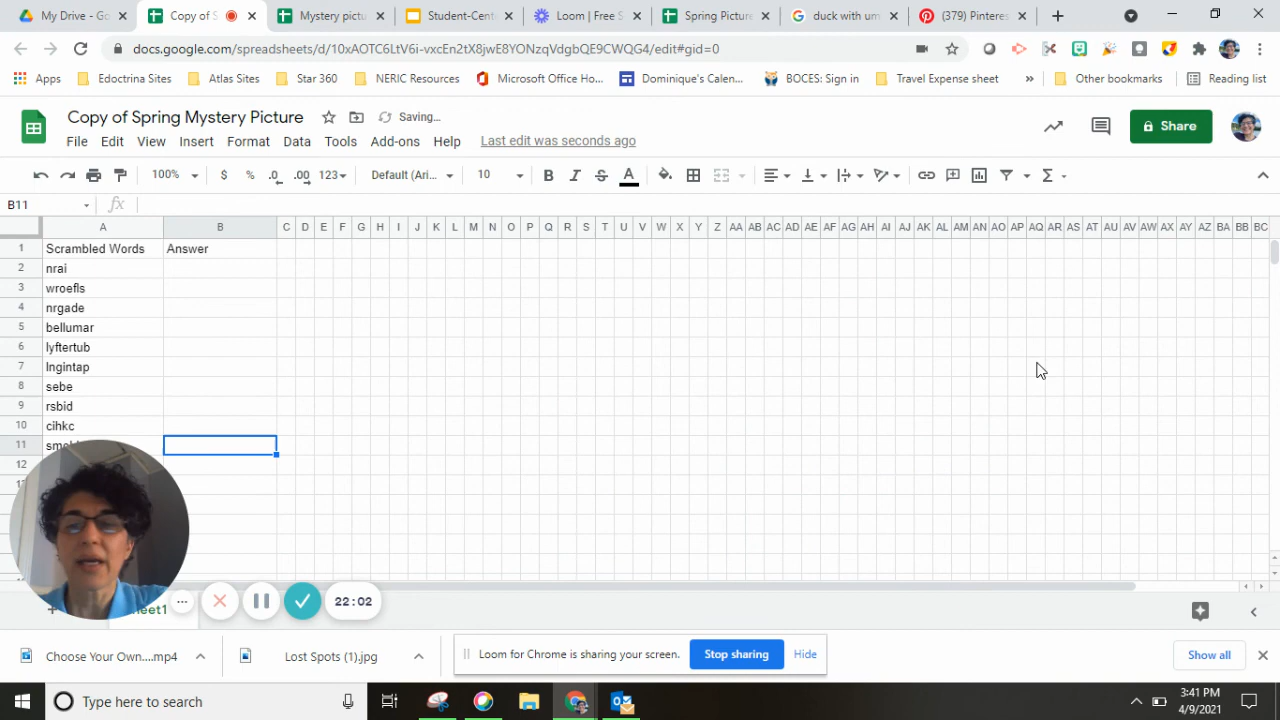 My Drive - G
Copy of S
Mystery pictu
Student-Cent
Loom | Free S
Spring Picture
duck with um
(379) Pinteres
docs.google.com/spreadsheets/d/10xAOTC6LtV6i-vxcEn2tX8jwE8YONzqVdgbQE9CWQG4/edit#gid=0
Apps
Edoctrina Sites
Atlas Sites
Star 360
NERIC Resources
Microsoft Office Ho...
Dominique's Calen...
BOCES: Sign in
Travel Expense sheet
»
Other bookmarks
Reading list
Copy of Spring Mystery Picture
Saving...
File Edit View Insert Format Data Tools Add-ons Help Last edit was seconds ago
Share
100% $ % .0 .00 123 Default (Ari... 10 B I S A
B11 fx
A B C D E F G H I J K L M N O P Q R S T U V W X Y Z AA AB AC AD AE AF AG AH AI AJ AK AL AM AN AO AP AQ AR AS AT AU AV AW AX AY AZ BA BB BC
1 Scrambled Words Answer
2 nrai
3 wroefls
4 nrgade
5 bellumar
6 lyftertub
7 lngintap
8 sebe
9 rsbid
10 cihkc
11
12
22:02
Choose Your Own....mp4
Lost Spots (1).jpg
Loom for Chrome is sharing your screen.
Stop sharing
Hide
Show all
Type here to search
3:41 PM
4/9/2021